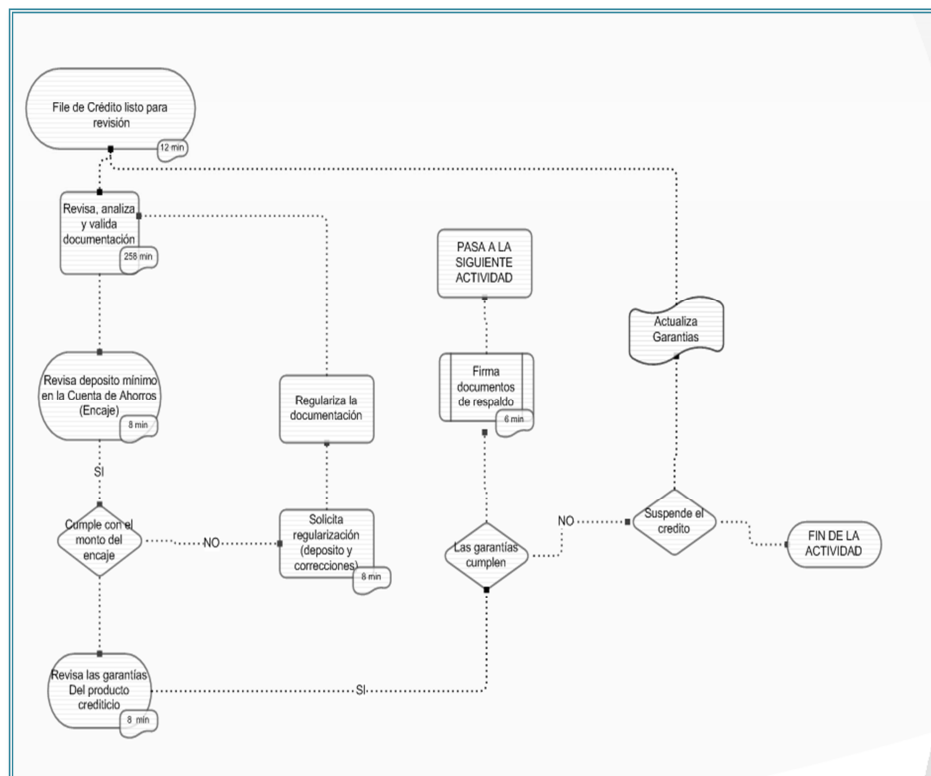 File de Crédito listo para
revisión
12 min
Revisa, analiza
y valida
documentación
258 min
Revisa deposito mínimo
en la Cuenta de Ahorros
(Encaje)
8 min
SI
Cumple con el
monto del
encaje
NO
Solicita
regularización
(deposito y
correcciones)
8 min
Regulariza la
documentación
Revisa las garantías
Del producto
crediticio
8 min
SI
Las garantías
cumplen
Firma
documentos
de respaldo
6 min
PASA A LA
SIGUIENTE
ACTIVIDAD
NO
Suspende el
credito
Actualiza
Garantias
FIN DE LA
ACTIVIDAD